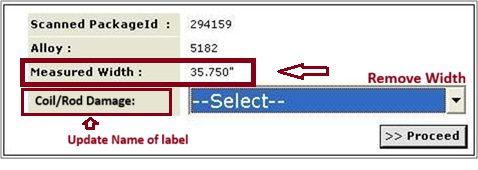 Scanned PackageId : 294159
Alloy : 5182
Measured Width : 35.750"
Remove Width
Coil/Rod Damage: --Select--
Update Name of label
>> Proceed